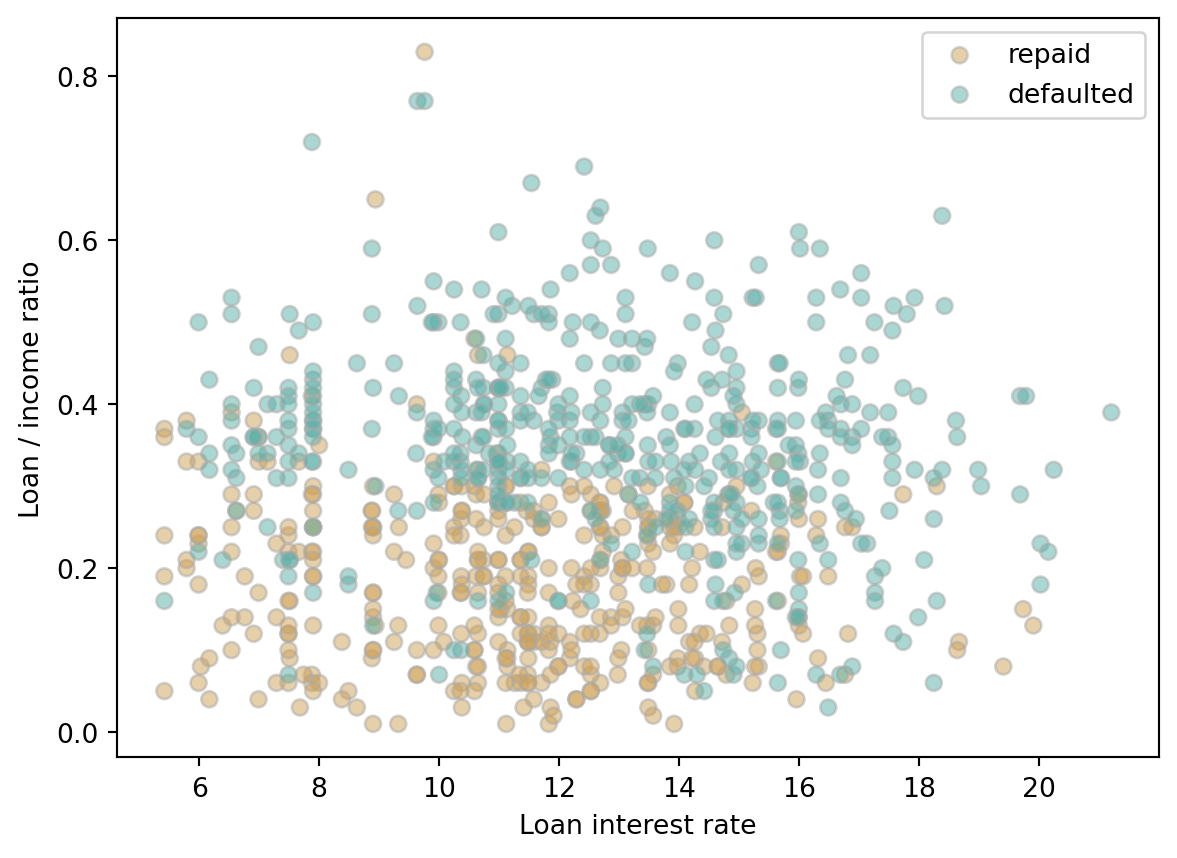 repaid
defaulted
0.8
0.6
0.4
0.2
0.0
Loan / income ratio
6 8 10 12 14 16 18 20
Loan interest rate